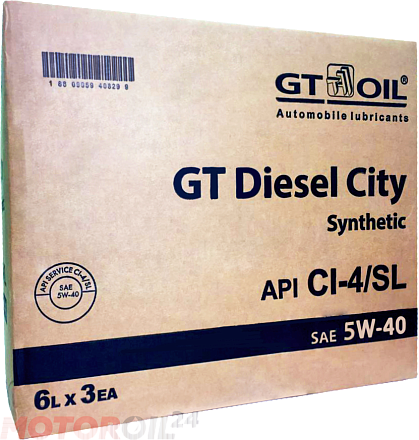 GT OIL®
Automobile lubricants
1 85 00059 40829 9
GT Diesel City
Synthetic
API CI-4/SL
API SERVICE CI-4/SL
SAE
5W-40
SAE 5W-40
6L X 3EA
MOTOROIL24